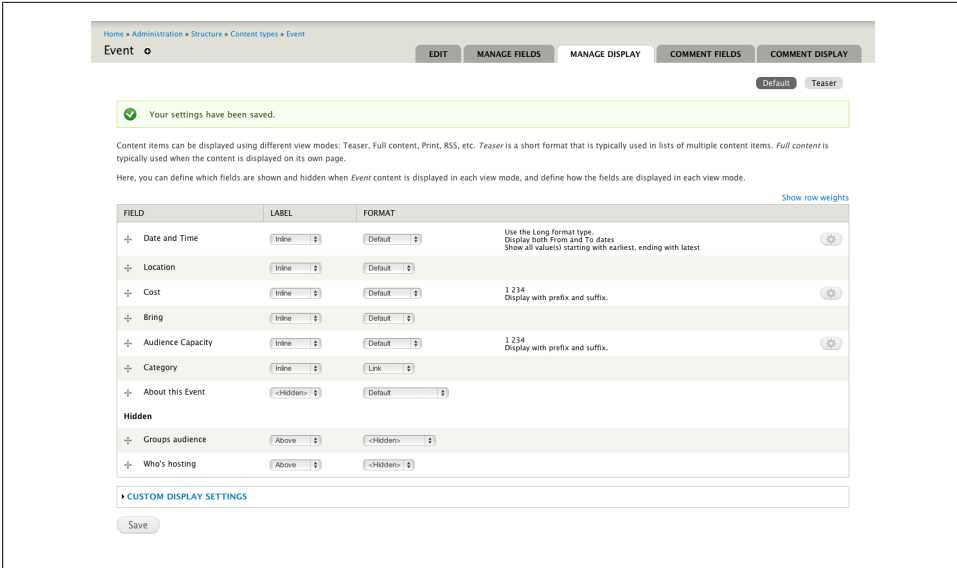 Home » Administration » Structure » Content types » Event
Event
EDIT MANAGE FIELDS MANAGE DISPLAY COMMENT FIELDS COMMENT DISPLAY
Default Teaser
Your settings have been saved.
Content items can be displayed using different view modes: Teaser, Full content, Print, RSS, etc. Teaser is a short format that is typically used in lists of multiple content items. Full content is
typically used when the content is displayed on its own page.
Here, you can define which fields are shown and hidden when Event content is displayed in each view mode, and define how the fields are displayed in each view mode.
Show row weights
FIELD LABEL FORMAT
Date and Time Inline Default Use the Long format type.
Display both From and To dates
Show all value(s) starting with earliest, ending with latest
Location Inline Default
Cost Inline Default 1 234
Display with prefix and suffix.
Bring Inline Default
Audience Capacity Inline Default 1 234
Display with prefix and suffix.
Category Inline Link
About this Event <Hidden> Default
Hidden
Groups audience Above <Hidden>
Who's hosting Above <Hidden>
CUSTOM DISPLAY SETTINGS
Save